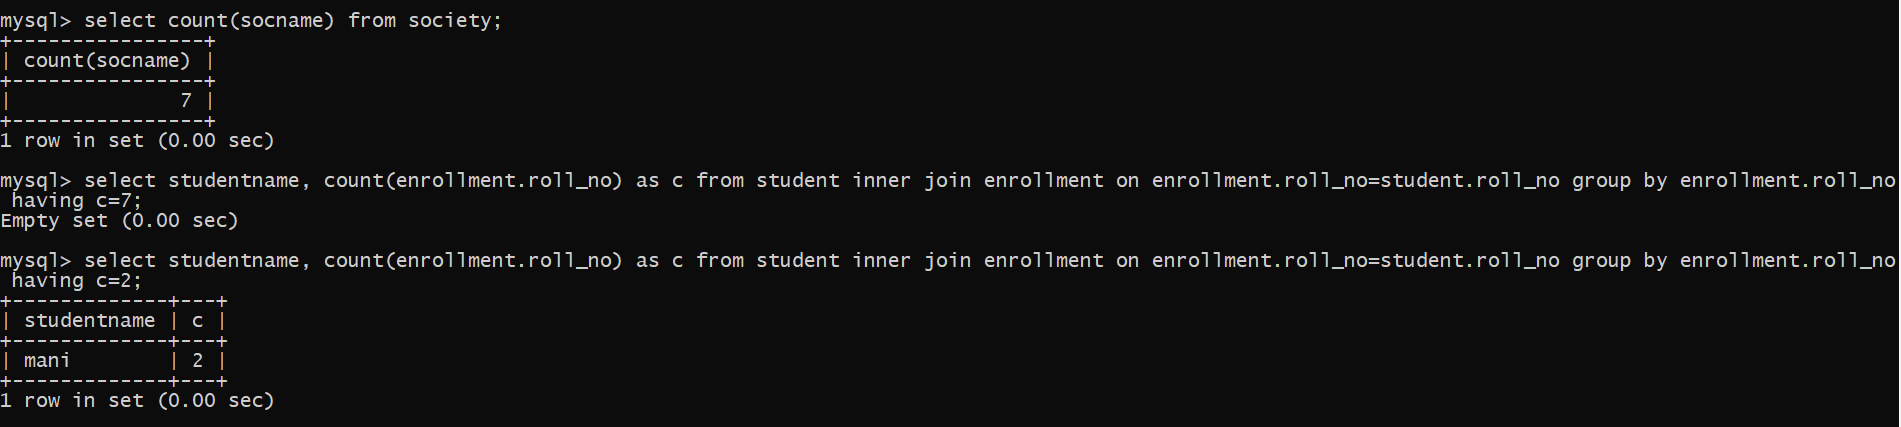 mysql> select count(socname) from society;
+----------------+
| count(socname) |
+----------------+
|              7 |
+----------------+
1 row in set (0.00 sec)
mysql> select studentname, count(enrollment.roll_no) as c from student inner join enrollment on enrollment.roll_no=student.roll_no group by enrollment.roll_no
 having c=7;
Empty set (0.00 sec)
mysql> select studentname, count(enrollment.roll_no) as c from student inner join enrollment on enrollment.roll_no=student.roll_no group by enrollment.roll_no
 having c=2;
+-------------+---+
| studentname | c |
+-------------+---+
| mani        | 2 |
+-------------+---+
1 row in set (0.00 sec)